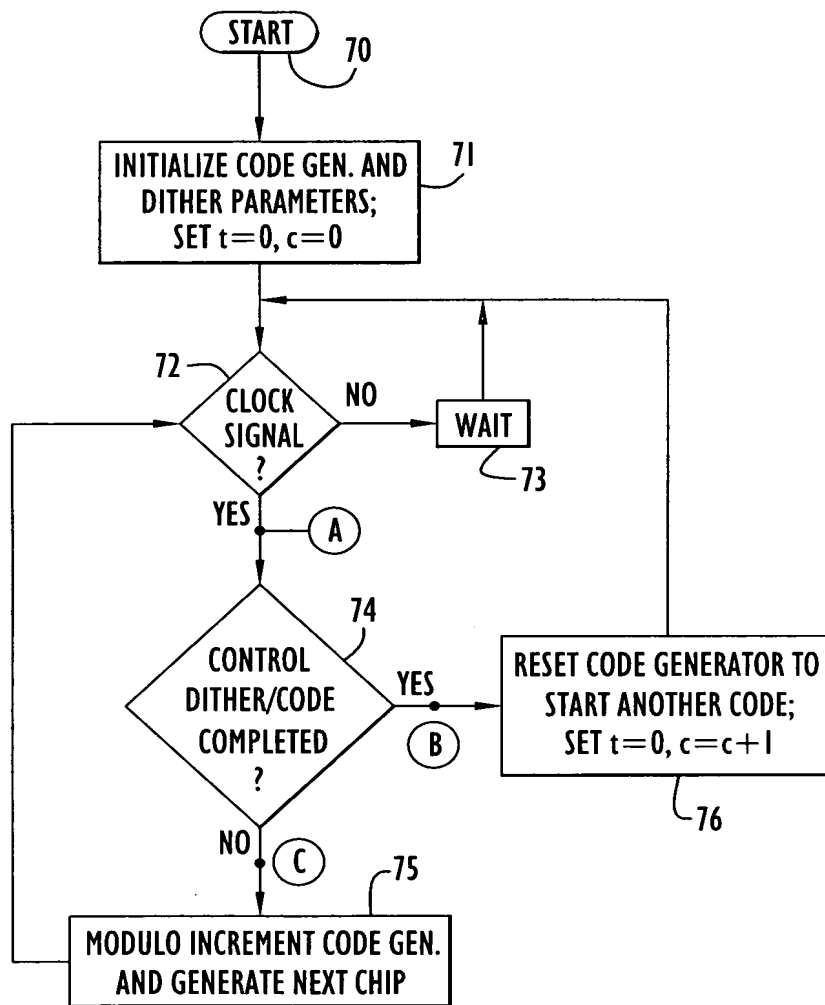 START
70
INITIALIZE CODE GEN. AND
DITHER PARAMETERS;
SET t=0, c=0
71
72
CLOCK
SIGNAL
?
NO
WAIT
73
YES
A
74
CONTROL
DITHER/CODE
COMPLETED
?
YES
B
RESET CODE GENERATOR TO
START ANOTHER CODE;
SET t=0, c=c+1
76
NO
C
75
MODULO INCREMENT CODE GEN.
AND GENERATE NEXT CHIP